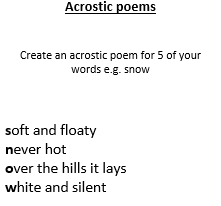 Acrostic poems
Create an acrostic poem for 5 of your
words e.g. snow
soft and floaty
never hot
over the hills it lays
white and silent